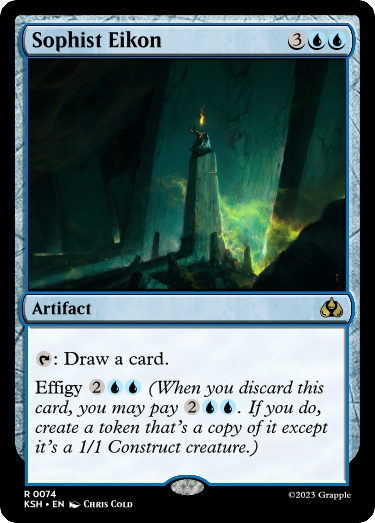 Sophist Eikon 3
: Draw a card.
Artifact
Effigy 2 (When you discard this
card, you may pay 2. If you do,
create a token that's a copy of it except
it's a 1/1 Construct creature.)
R 0074
KSH • EN Chris Cold
©2023 Grapple